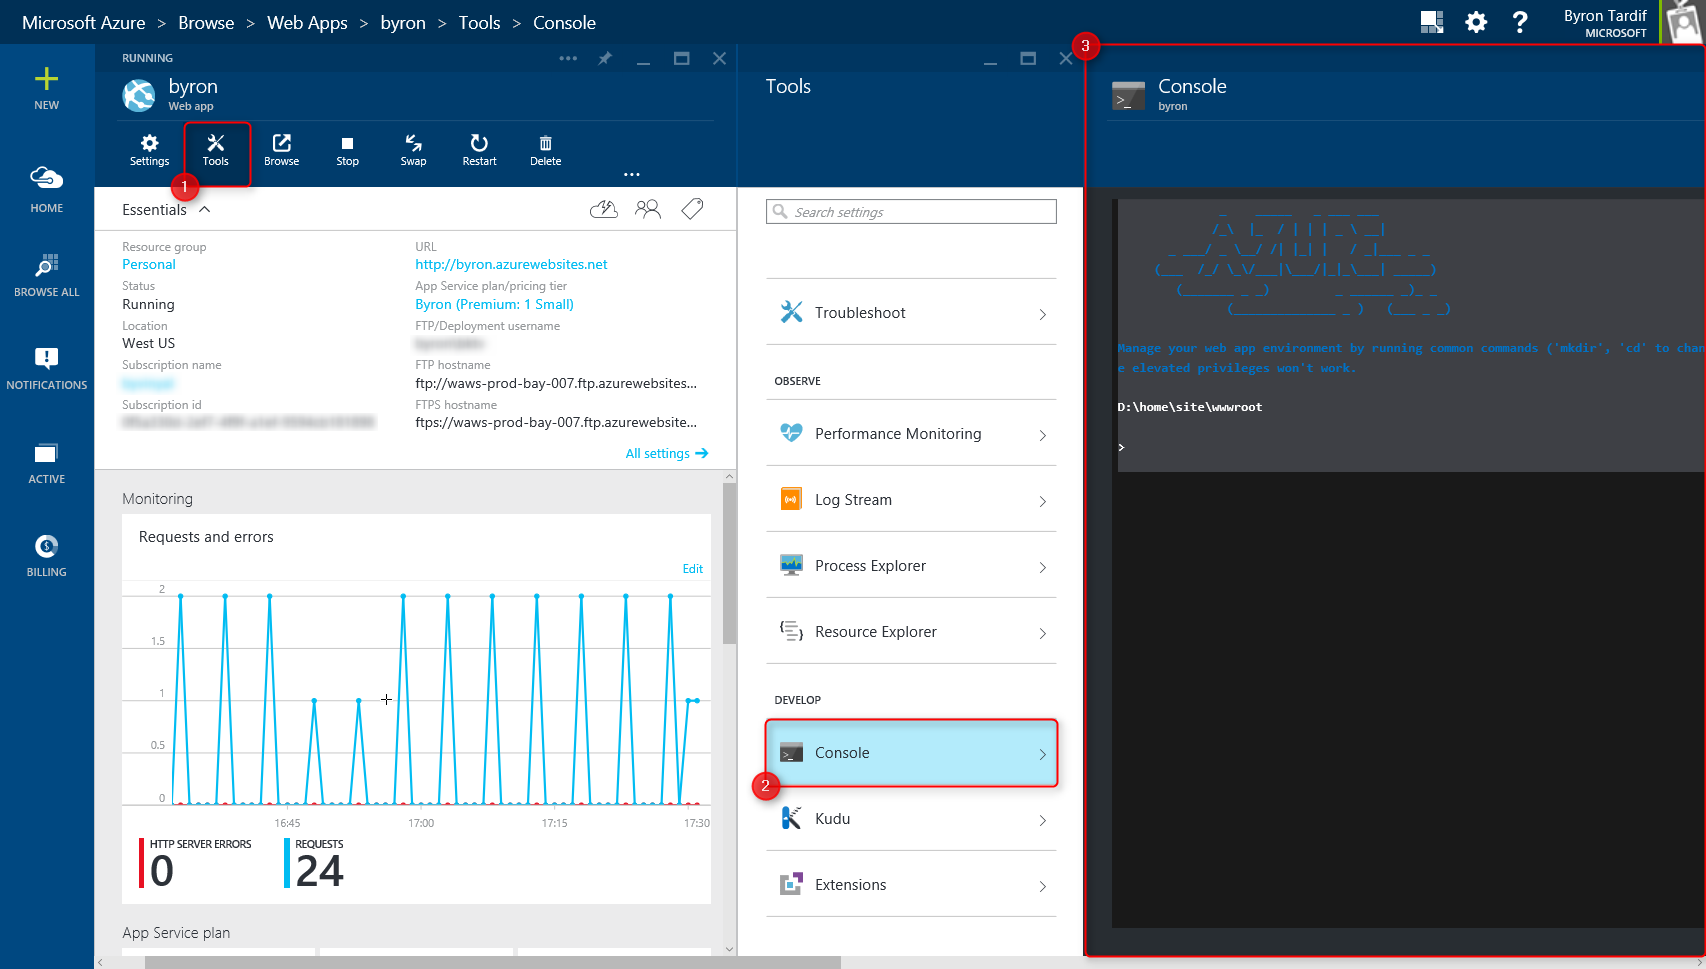 Microsoft Azure > Browse > Web Apps > byron > Tools > Console
Byron Tardif
MICROSOFT
NEW
HOME
BROWSE ALL
NOTIFICATIONS
ACTIVE
BILLING
RUNNING
byron
Web app
Settings
Tools
Browse
Stop
Swap
Restart
Delete
1
Essentials
Resource group
Personal
Status
Running
Location
West US
Subscription name
Subscription id
URL
http://byron.azurewebsites.net
App Service plan/pricing tier
Byron (Premium: 1 Small)
FTP/Deployment username
FTP hostname
ftp://waws-prod-bay-007.ftp.azurewebsites...
FTPS hostname
ftps://waws-prod-bay-007.ftp.azurewebsite...
All settings
Monitoring
Requests and errors
Edit
2
1.5
1
0.5
0
16:45
17:00
17:15
17:30
HTTP SERVER ERRORS
0
REQUESTS
24
App Service plan
Tools
Search settings
Troubleshoot
OBSERVE
Performance Monitoring
Log Stream
Process Explorer
Resource Explorer
DEVELOP
Console
2
Kudu
Extensions
3
Console
byron
Manage your web app environment by running common commands ('mkdir', 'cd' to chan
e elevated privileges won't work.
D:\home\site\wwwroot
>